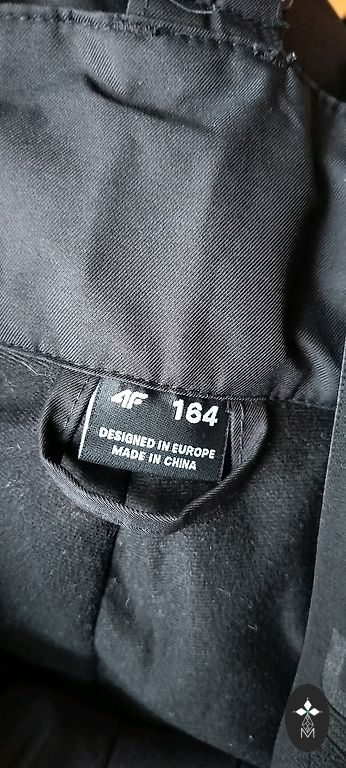 4F 164
DESIGNED IN EUROPE
MADE IN CHINA
M